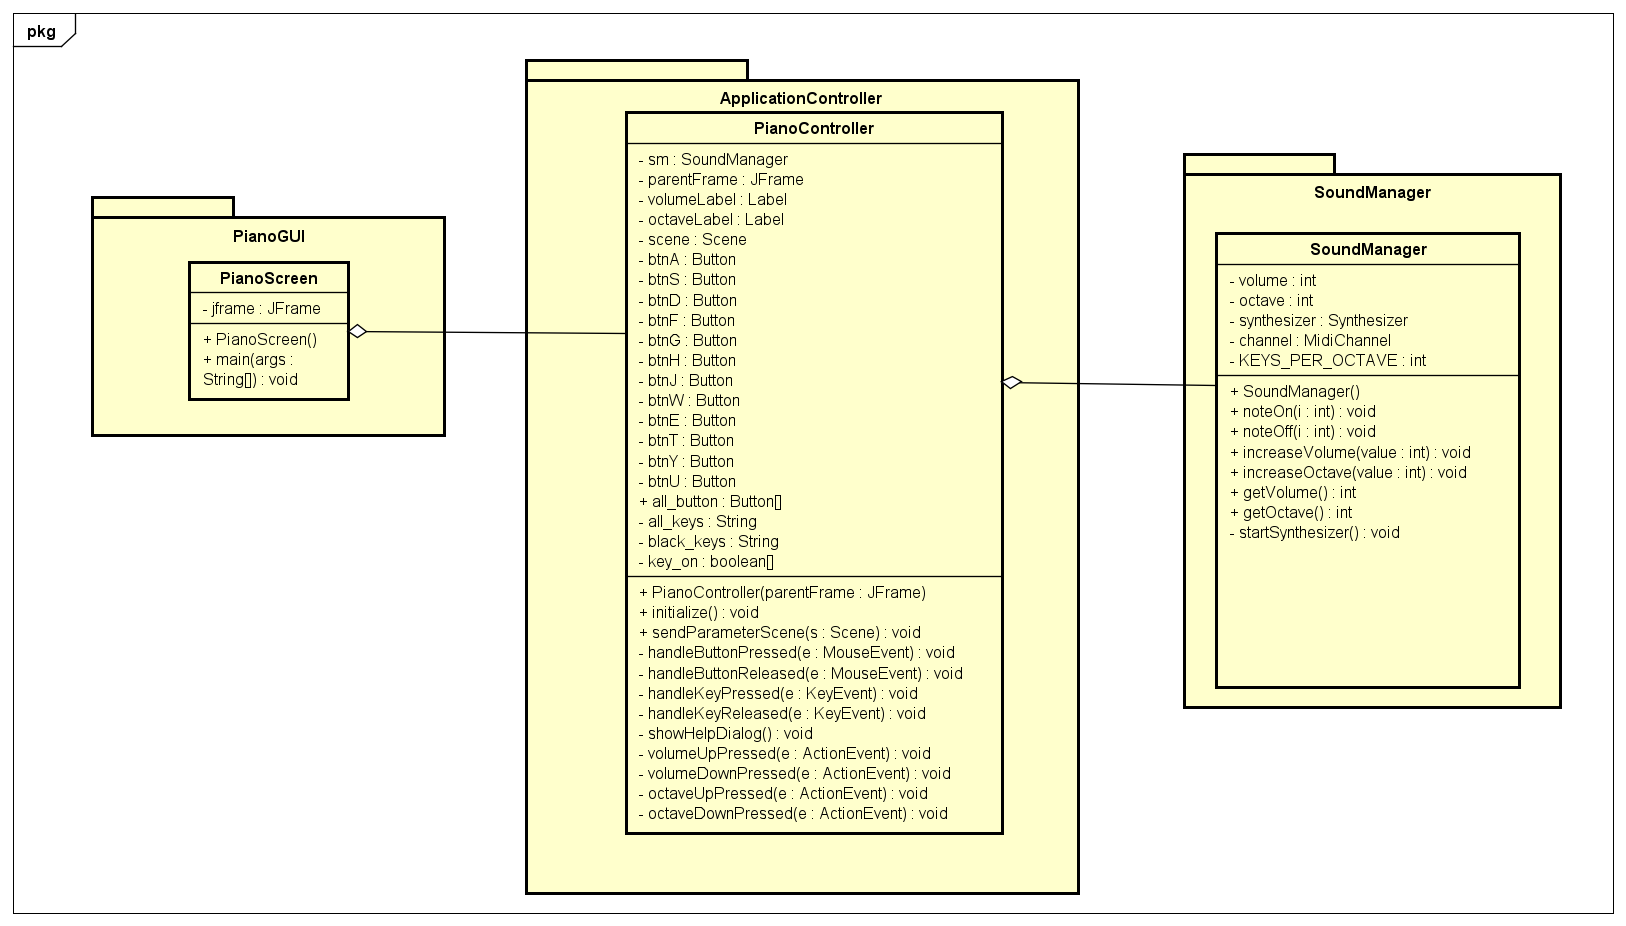 pkg
PianoGUI
PianoScreen
- jframe : JFrame
+ PianoScreen()
+ main(args :
String[]) : void
ApplicationController
PianoController
- sm : SoundManager
- parentFrame : JFrame
- volumeLabel : Label
- octaveLabel : Label
- scene : Scene
- btnA : Button
- btnS : Button
- btnD : Button
- btnF : Button
- btnG : Button
- btnH : Button
- btnJ : Button
- btnW : Button
- btnE : Button
- btnT : Button
- btnY : Button
- btnU : Button
+ all_button : Button[]
- all_keys : String
- black_keys : String
- key_on : boolean[]
+ PianoController(parentFrame : JFrame)
+ initialize() : void
+ sendParameterScene(s : Scene) : void
- handleButtonPressed(e : MouseEvent) : void
- handleButtonReleased(e : MouseEvent) : void
- handleKeyPressed(e : KeyEvent) : void
- handleKeyReleased(e : KeyEvent) : void
- showHelpDialog() : void
- volumeUpPressed(e : ActionEvent) : void
- volumeDownPressed(e : ActionEvent) : void
- octaveUpPressed(e : ActionEvent) : void
- octaveDownPressed(e : ActionEvent) : void
SoundManager
SoundManager
- volume : int
- octave : int
- synthesizer : Synthesizer
- channel : MidiChannel
- KEYS_PER_OCTAVE : int
+ SoundManager()
+ noteOn(i : int) : void
+ noteOff(i : int) : void
+ increaseVolume(value : int) : void
+ increaseOctave(value : int) : void
+ getVolume() : int
+ getOctave() : int
- startSynthesizer() : void